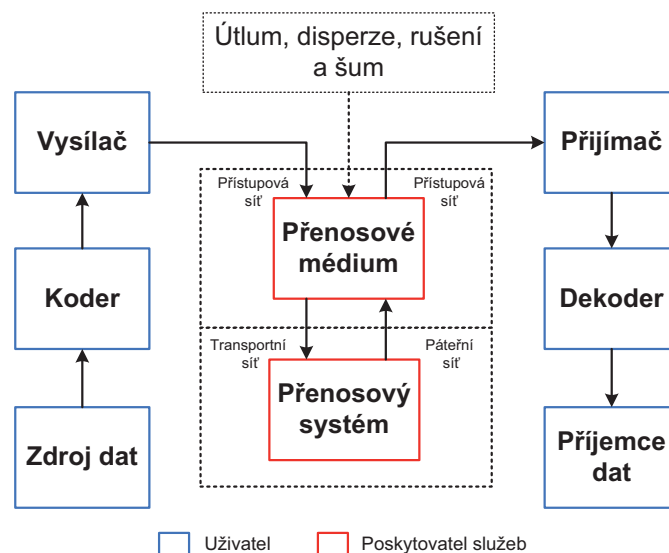 Útlum, disperze, rušení
a šum
Vysílač
Přijímač
Přístupová
síť
Přístupová
síť
Přenosové
médium
Koder
Dekoder
Transportní
síť
Páteřní
síť
Přenosový
systém
Zdroj dat
Příjemce
dat
Uživatel
Poskytovatel služeb